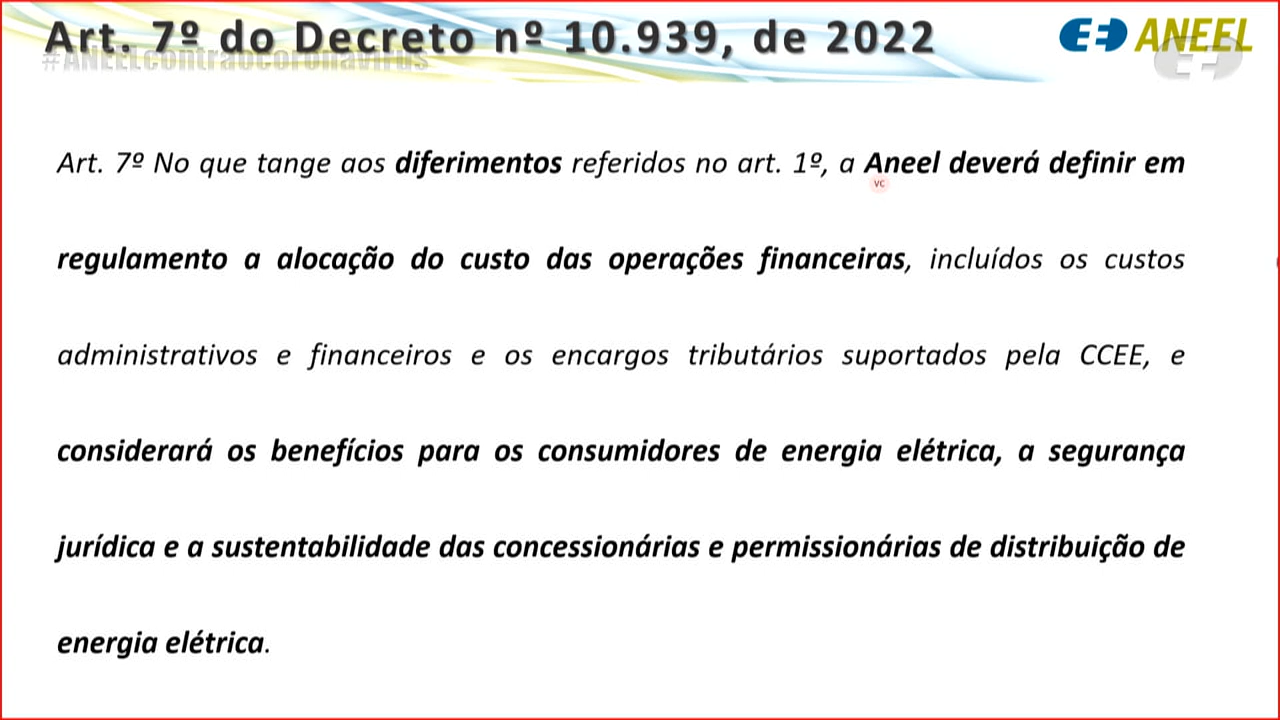 Art. 7º do Decreto nº 10.939, de 2022
ANEEL
#ANEELcontraocoronavírus
Art. 7º No que tange aos diferimentos referidos no art. 1º, a Aneel deverá definir em
VC
regulamento a alocação do custo das operações financeiras, incluídos os custos
administrativos e financeiros e os encargos tributários suportados pela CCEE, e
considerará os benefícios para os consumidores de energia elétrica, a segurança
jurídica e a sustentabilidade das concessionárias e permissionárias de distribuição de
energia elétrica.